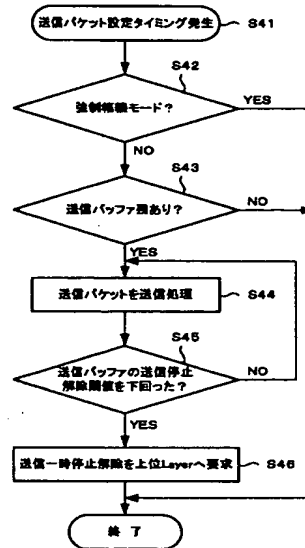 送信パケット設定タイミング発生
S41
S42
強制稼働モード?
YES
NO
S43
送信バッファ残あり?
NO
YES
送信パケットを送信処理
S44
S45
送信バッファの送信停止
解除閾値を下回った?
NO
YES
送信一時停止解除を上位Layerへ要求
S46
終 了